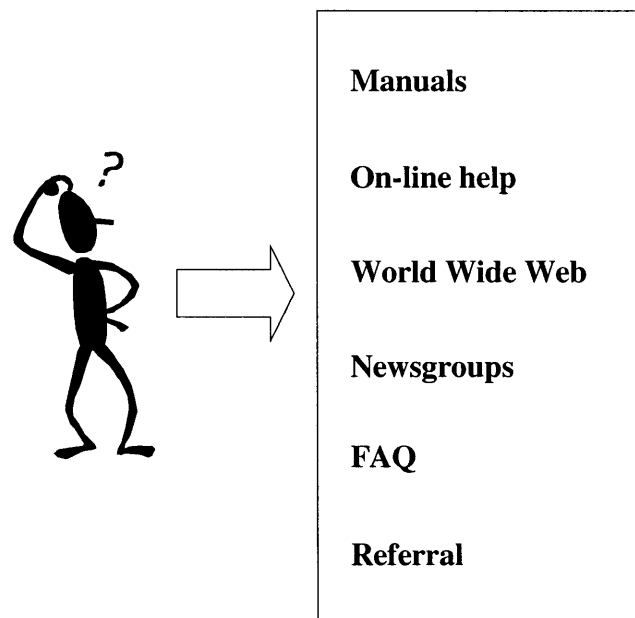 ?
Manuals
On-line help
World Wide Web
Newsgroups
FAQ
Referral